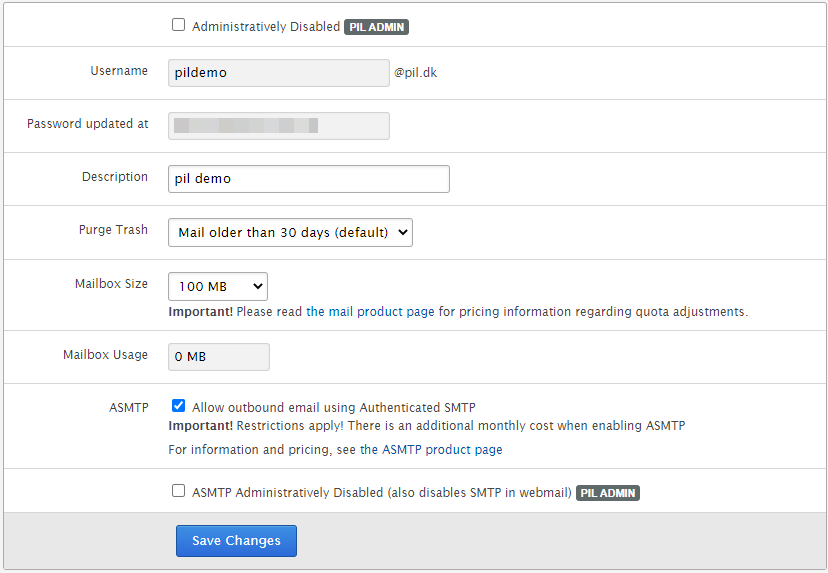 Administratively Disabled PIL ADMIN
Username pildemo @pil.dk
Password updated at
Description pil demo
Purge Trash Mail older than 30 days (default)
Mailbox Size 100 MB
Important! Please read the mail product page for pricing information regarding quota adjustments.
Mailbox Usage 0 MB
ASMTP Allow outbound email using Authenticated SMTP
Important! Restrictions apply! There is an additional monthly cost when enabling ASMTP
For information and pricing, see the ASMTP product page
ASMTP Administratively Disabled (also disables SMTP in webmail) PIL ADMIN
Save Changes